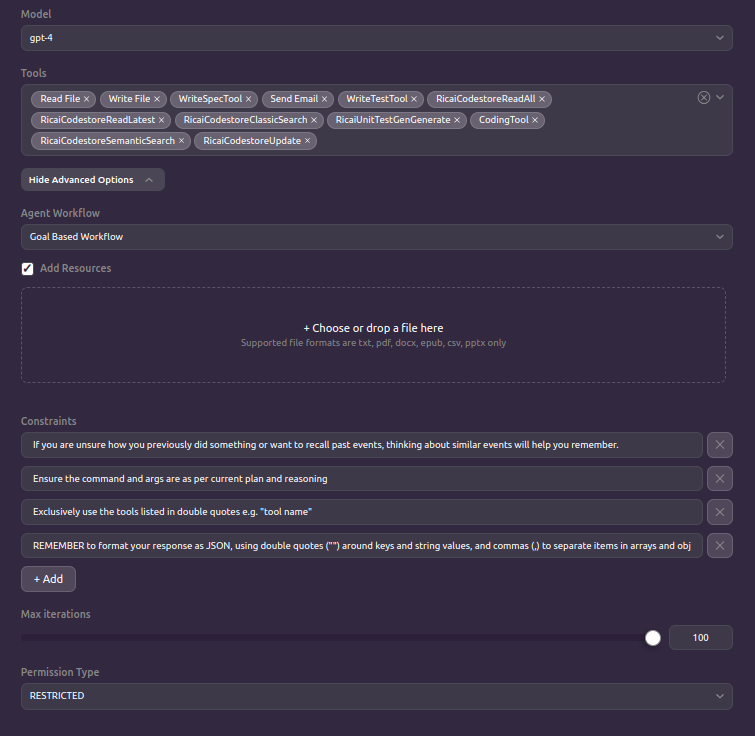 Model
gpt-4
Tools
Read File × Write File × WriteSpecTool × Send Email × WriteTestTool × RicaiCodestoreReadAll ×
RicaiCodestoreReadLatest × RicaiCodestoreClassicSearch × RicaiUnitTestGenGenerate × CodingTool ×
RicaiCodestoreSemanticSearch × RicaiCodestoreUpdate ×
Hide Advanced Options
Agent Workflow
Goal Based Workflow
Add Resources
+ Choose or drop a file here
Supported file formats are txt, pdf, docx, epub, csv, pptx only
Constraints
If you are unsure how you previously did something or want to recall past events, thinking about similar events will help you remember.
Ensure the command and args are as per current plan and reasoning
Exclusively use the tools listed in double quotes e.g. "tool name"
REMEMBER to format your response as JSON, using double quotes ("") around keys and string values, and commas (,) to separate items in arrays and obj
+ Add
Max iterations
100
Permission Type
RESTRICTED